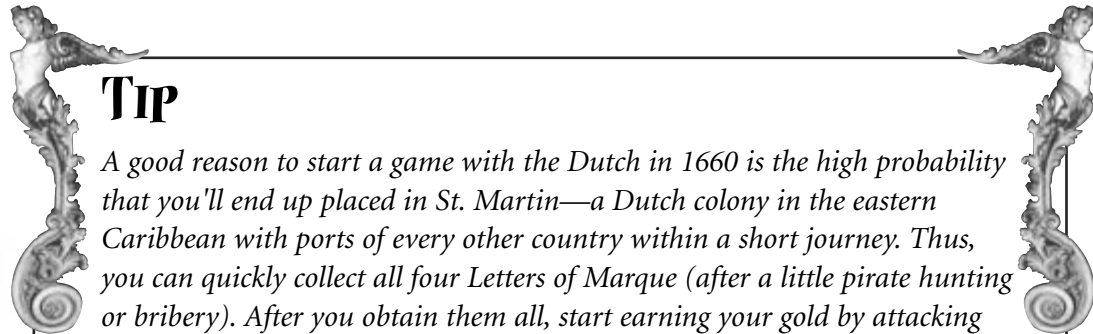 Tip
A good reason to start a game with the Dutch in 1660 is the high probability
that you'll end up placed in St. Martin—a Dutch colony in the eastern
Caribbean with ports of every other country within a short journey. Thus,
you can quickly collect all four Letters of Marque (after a little pirate hunting
or bribery). After you obtain them all, start earning your gold by attacking